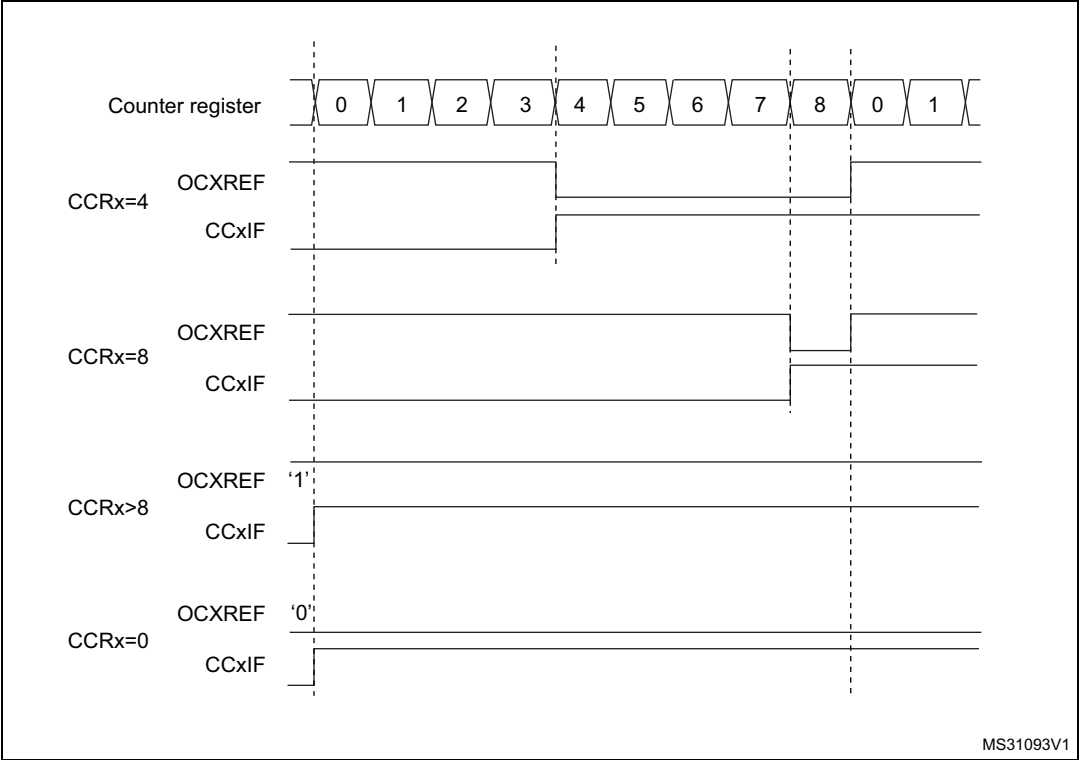 Counter register 0 1 2 3 4 5 6 7 8 0 1
OCXREF
CCRx=4
CCxIF
OCXREF
CCRx=8
CCxIF
OCXREF ‘1’
CCRx>8
CCxIF
OCXREF ‘0’
CCRx=0
CCxIF
MS31093V1